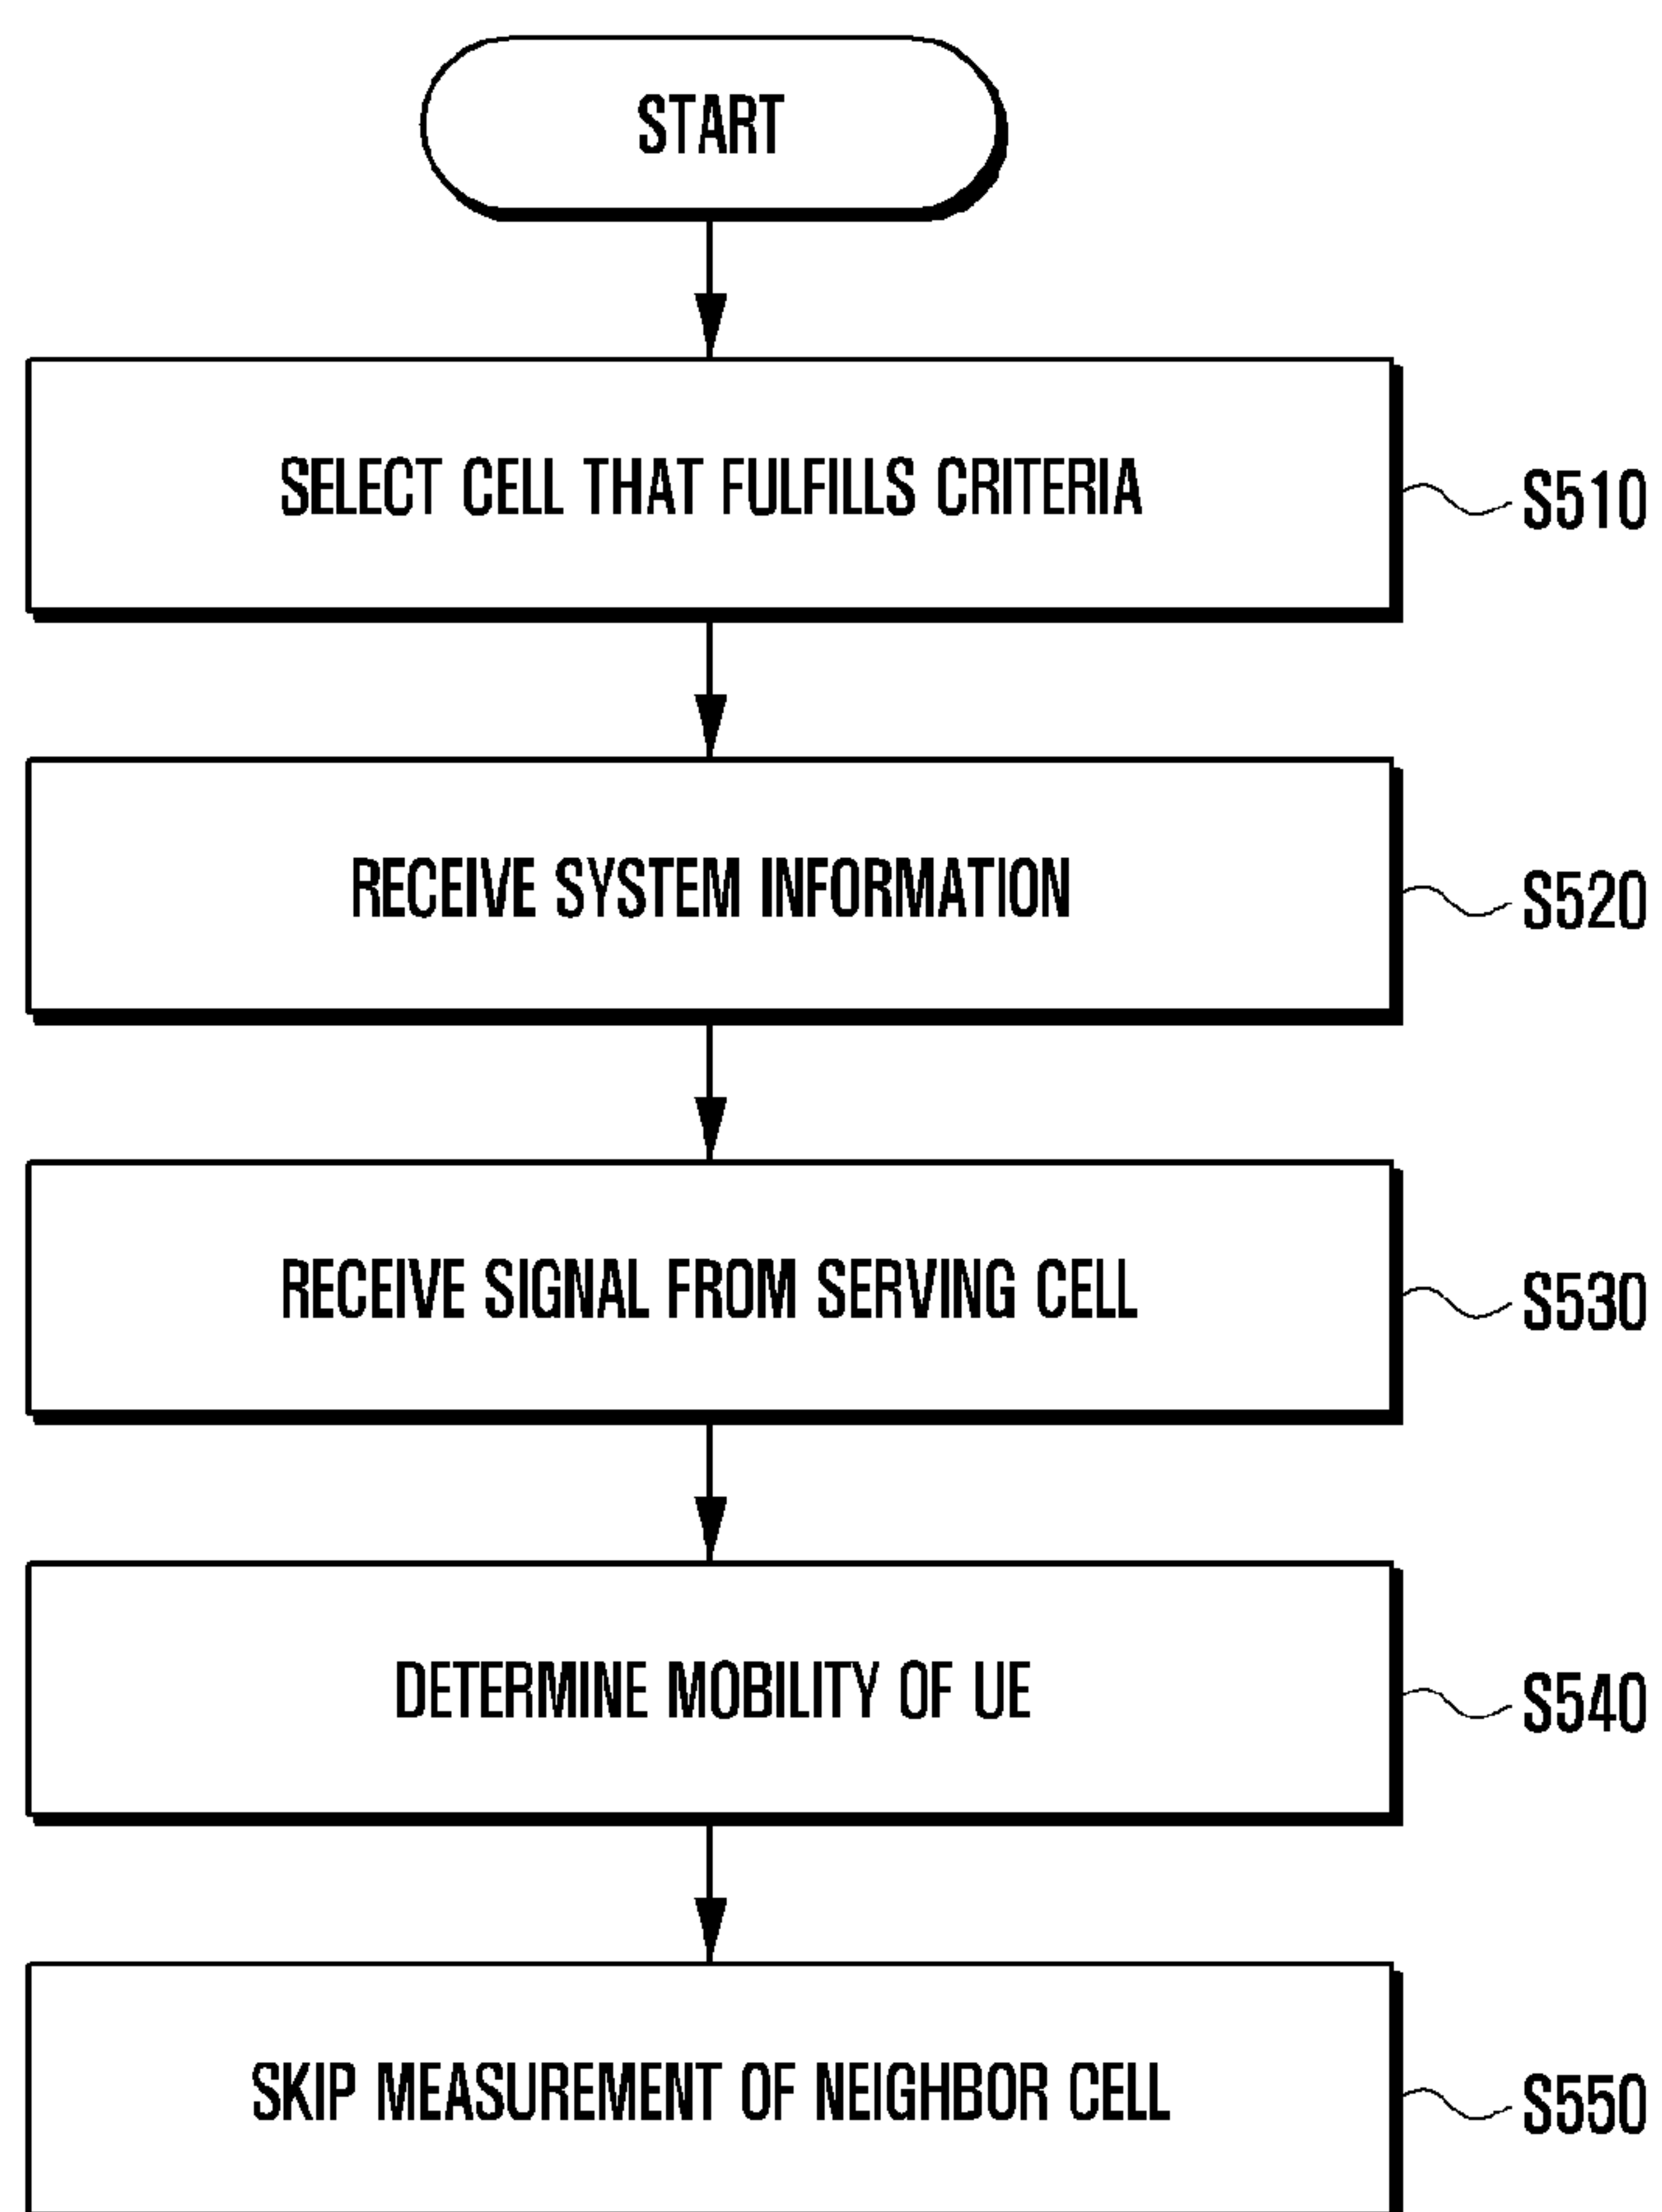 START
SELECT CELL THAT FULFILLS CRITERIA
S510
RECEIVE SYSTEM INFORMATION
S520
RECEIVE SIGNAL FROM SERVING CELL
S530
DETERMINE MOBILITY OF UE
S540
SKIP MEASUREMENT OF NEIGHBOR CELL
S550